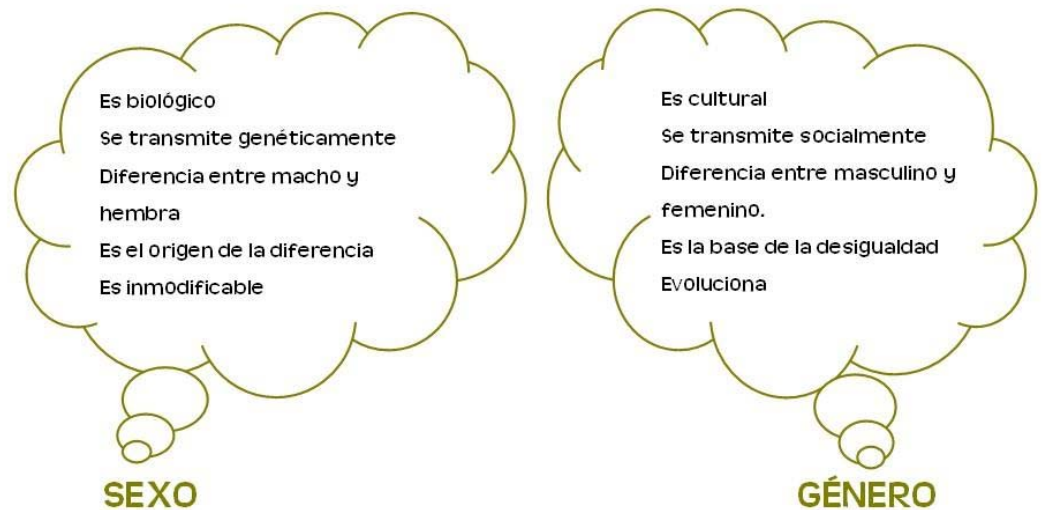 Es biológico
Se transmite genéticamente
Diferencia entre macho y
hembra
Es el origen de la diferencia
Es inmodificable
SEXO
Es cultural
Se transmite socialmente
Diferencia entre masculino y
femenino.
Es la base de la desigualdad
Evoluciona
GÉNERO